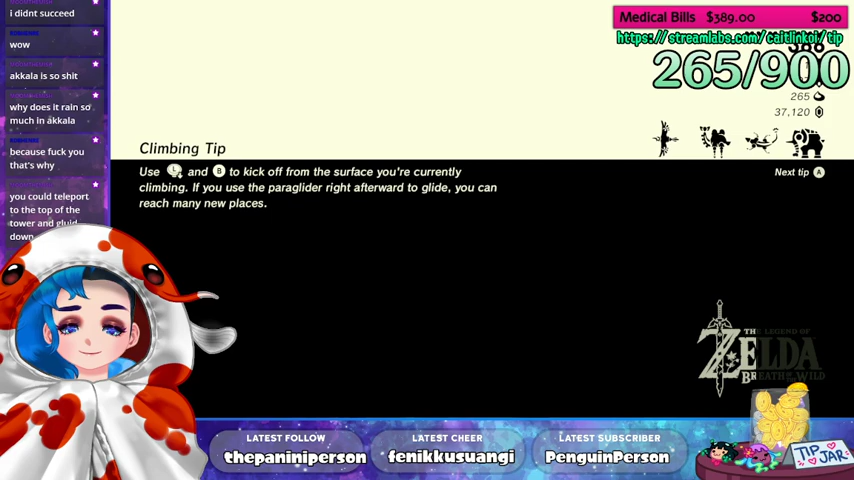 i didnt succeed
wow
akkala is so shit
why does it rain so
much in akkala
because fuck you
that's why
you could teleport
to the top of the
tower and gluid
down
Medical Bills $389.00 $200
https://streamlabs.com/caitlinkoi/tip
265/900
265
37,120
Climbing Tip
Use L and B to kick off from the surface you're currently
climbing. If you use the paraglider right afterward to glide, you can
reach many new places.
Next tip A
THE LEGEND OF
ZELDA
BREATH OF THE WILD
LATEST FOLLOW
thepaniniperson
LATEST CHEER
fenikkusuangi
LATEST SUBSCRIBER
PenguinPerson
TIP
JAR